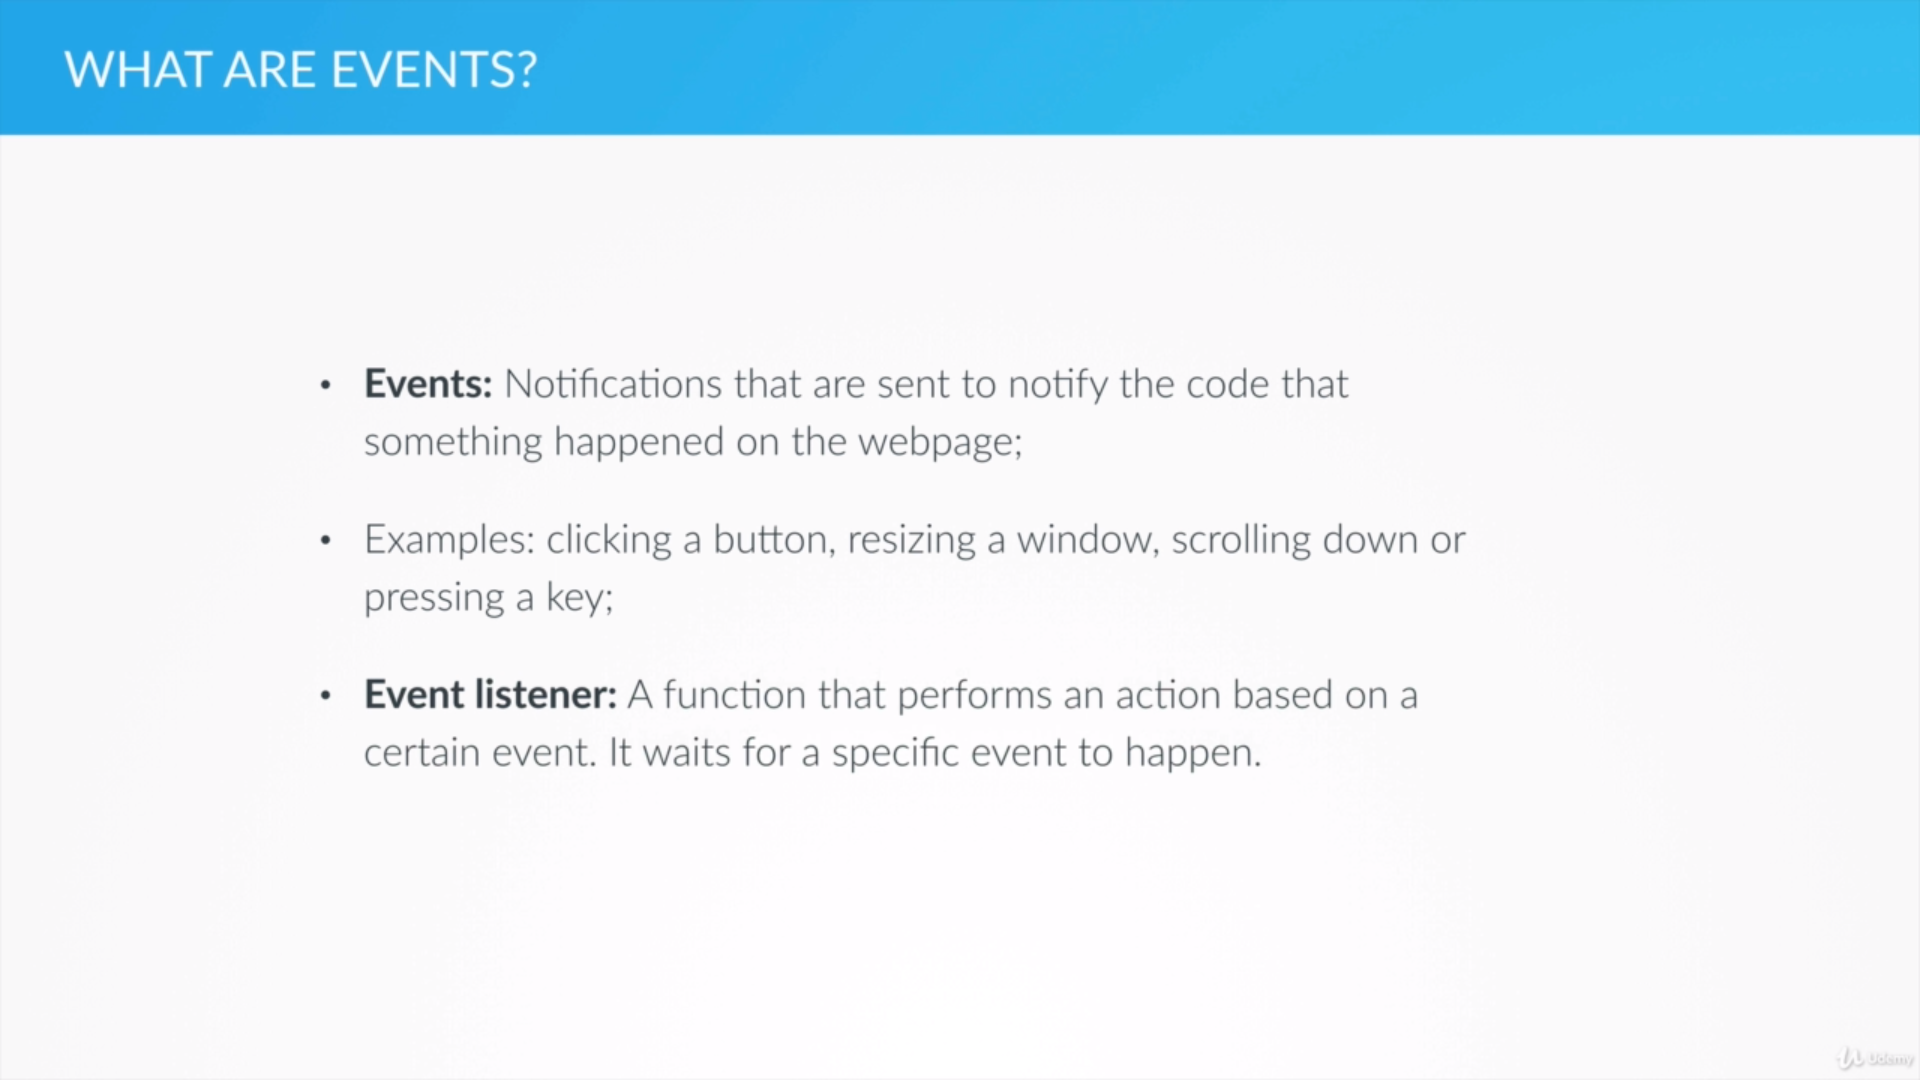 WHAT ARE EVENTS?
• Events: Notifications that are sent to notify the code that
something happened on the webpage;
• Examples: clicking a button, resizing a window, scrolling down or
pressing a key;
• Event listener: A function that performs an action based on a
certain event. It waits for a specific event to happen.
Udemy